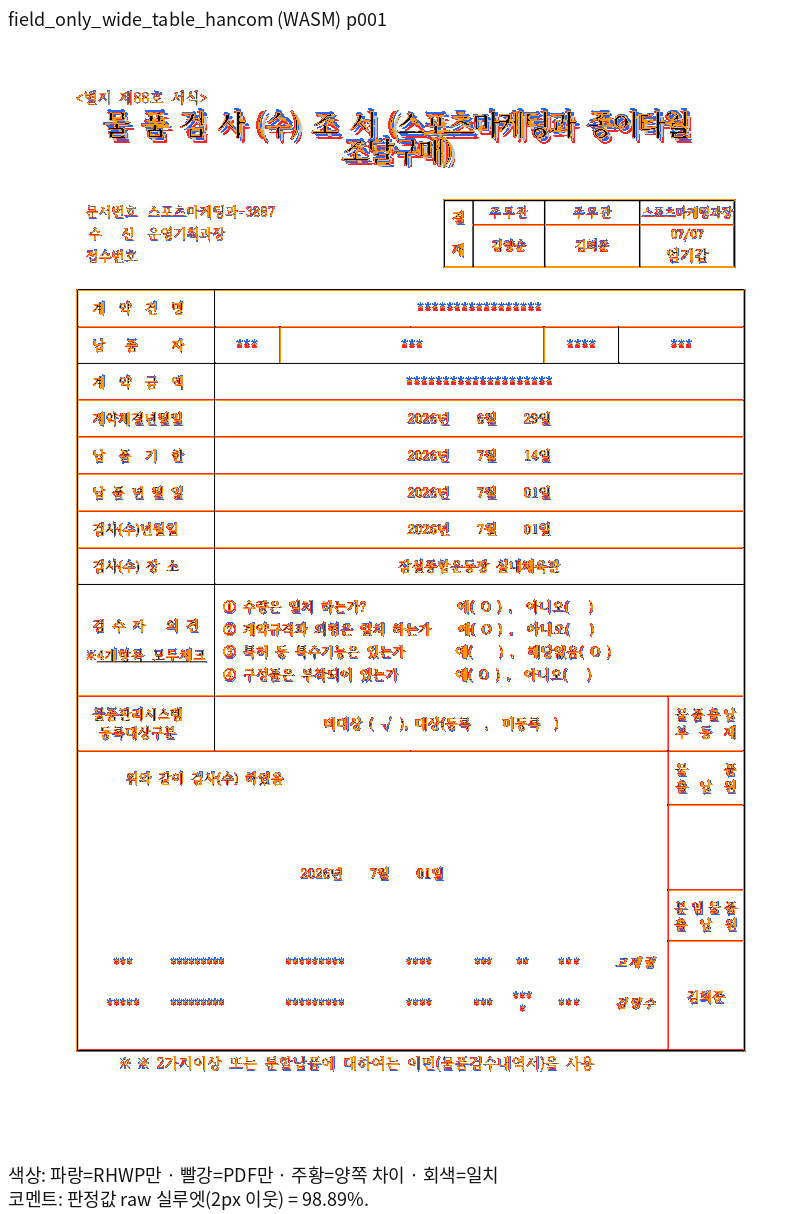 field_only_wide_table_hancom (WASM) p001
<별지 제88호 서식>
물 품 검 사 (수) 조 서 (스포츠마케팅과 종이타월
조달구매)
문서번호 스포츠마케팅과-3867
수 신 운영기획과장
접수번호
결 재
주무관 주무관 스포츠마케팅과장
07/07
김희준
계 약 건 명 *****************
납 품 자 *** *** **** ***
계 약 금 액 ********************
계약체결년월일 2026년 6월 29일
납 품 기 한 2026년 7월 14일
납 품 년 월 일 2026년 7월 01일
검사(수)년월일 2026년 7월 01일
검사(수) 장 소 잠실종합운동장 실내체육관
검 수 자 의 견
※4개항목 모두체크
① 수량은 일치 하는가? 예( O ) , 아니오( )
② 계약규격과 외형은 일치 하는가 예( O ) , 아니오( )
③ 특허 등 특수기능은 있는가 예( ) , 해당없음( O )
④ 구성품은 부착되어 있는가 예( O ) , 아니오( )
물품관리시스템
등록대상구분
비대상 ( √ ), 대상(등록 , 미등록 )
물품출납
부 등 재
위와 같이 검사(수) 하였음
물 품
출 납 원
2026년 7월 01일
분임물품
출 납 원
*** ********* ********* **** *** ** ***
***** ********* ********* **** *** **** ***
김희준
※ ※ 2가지이상 또는 분할납품에 대하여는 이면(물품검수내역서)을 사용
색상: 파랑=RHWP만 · 빨강=PDF만 · 주황=양쪽 차이 · 회색=일치
코멘트: 판정값 raw 실루엣(2px 이웃) = 98.89%.